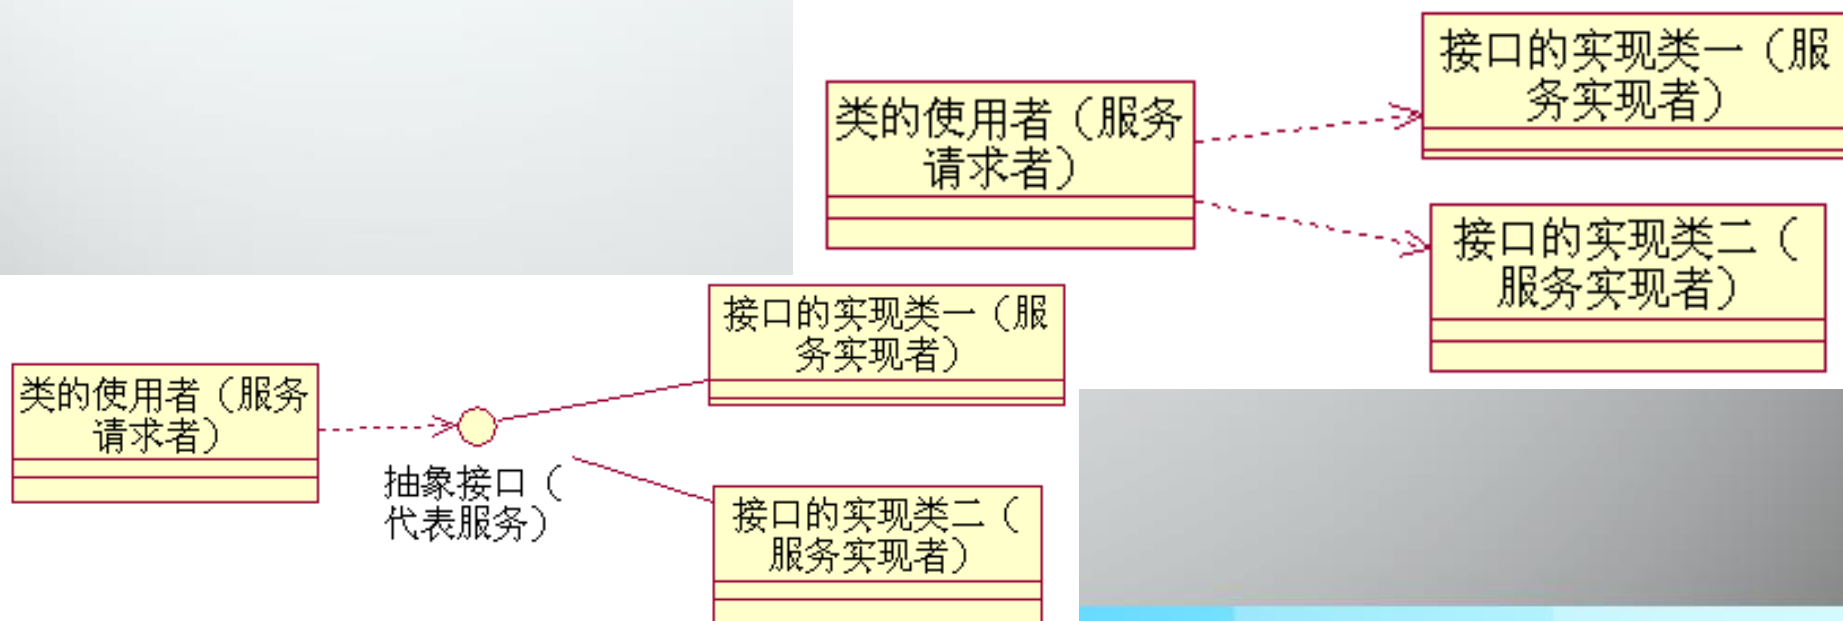 类的使用者（服务
请求者）
接口的实现类一（服
务实现者）
接口的实现类二（
服务实现者）
类的使用者（服务
请求者）
抽象接口（
代表服务）
接口的实现类一（服
务实现者）
接口的实现类二（
服务实现者）